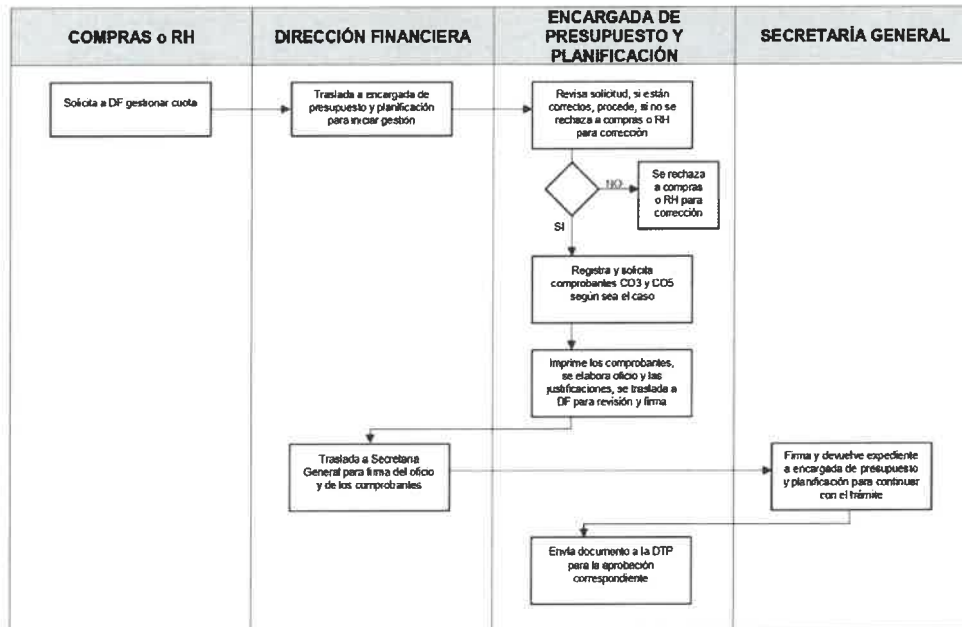 COMPRAS o RH
DIRECCIÓN FINANCIERA
ENCARGADA DE
PRESUPUESTO Y
PLANIFICACIÓN
SECRETARÍA GENERAL
Solicita a DF gestionar cuota
Traslada a encargada de
presupuesto y planificación
para iniciar gestión
Revisa solicitud, si están
correctos, procede, si no se
rechaza a compras o RH
para corrección
NO
Se rechaza
a compras
o RH para
corrección
SI
Registra y solicita
comprobantes CO3 y CO5
según sea el caso
Imprime los comprobantes,
se elabora oficio y las
justificaciones, se traslada a
DF para revisión y firma
Traslada a Secretaria
General para firma del oficio
y de los comprobantes
Firma y devuelve expediente
a encargada de presupuesto
y planificación para continuar
con el trámite
Envía documento a la DTP
para la aprobación
correspondiente